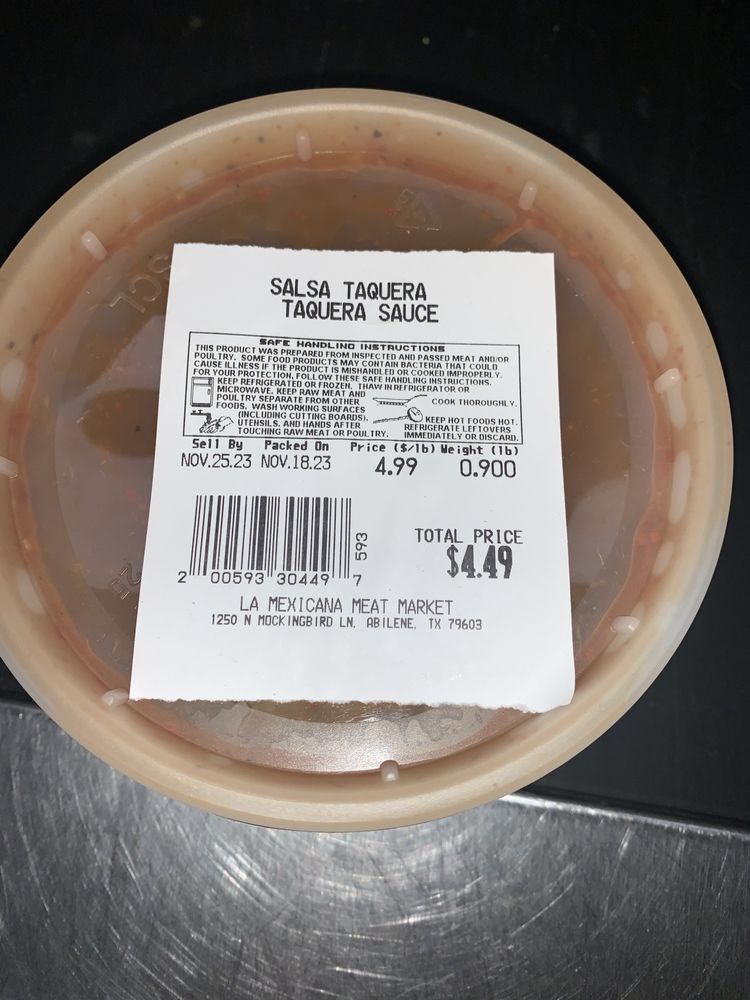 SALSA TAQUERA
TAQUERA SAUCE
SAFE HANDLING INSTRUCTIONS
THIS PRODUCT WAS PREPARED FROM INSPECTED AND PASSED MEAT AND/OR
POULTRY. SOME FOOD PRODUCTS MAY CONTAIN BACTERIA THAT COULD
CAUSE ILLNESS IF THE PRODUCT IS MISHANDLED OR COOKED IMPROPERLY.
FOR YOUR PROTECTION, FOLLOW THESE SAFE HANDLING INSTRUCTIONS.
KEEP REFRIGERATED OR FROZEN. THAW IN REFRIGERATOR OR
MICROWAVE. KEEP RAW MEAT AND
POULTRY SEPARATE FROM OTHER
FOODS. WASH WORKING SURFACES
(INCLUDING CUTTING BOARDS),
UTENSILS, AND HANDS AFTER
TOUCHING RAW MEAT OR POULTRY.
COOK THOROUGHLY.
KEEP HOT FOODS HOT.
REFRIGERATE LEFTOVERS
IMMEDIATELY OR DISCARD.
Sell By Packed On Price ($/lb) Weight (lb)
NOV.25.23 NOV.18.23 4.99 0.900
593
2 00593 30449 7
TOTAL PRICE
$4.49
LA MEXICANA MEAT MARKET
1250 N MOCKINGBIRD LN, ABILENE, TX 79603